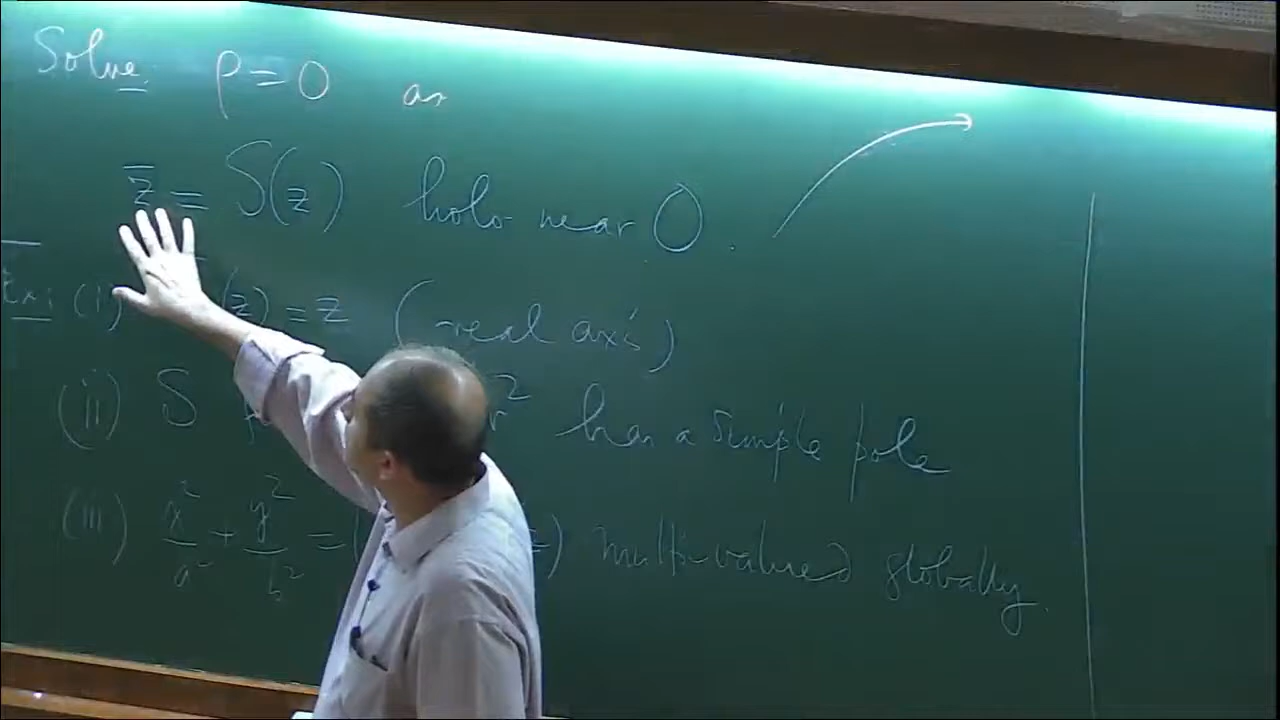 Solve: ρ = 0 as
z̄ = S(z) holo near 0.
Ex: (i) (z) = z (real axis)
(ii) S r² has a simple pole
(iii) x²/a² + y²/b² = z) multi-valued globally.